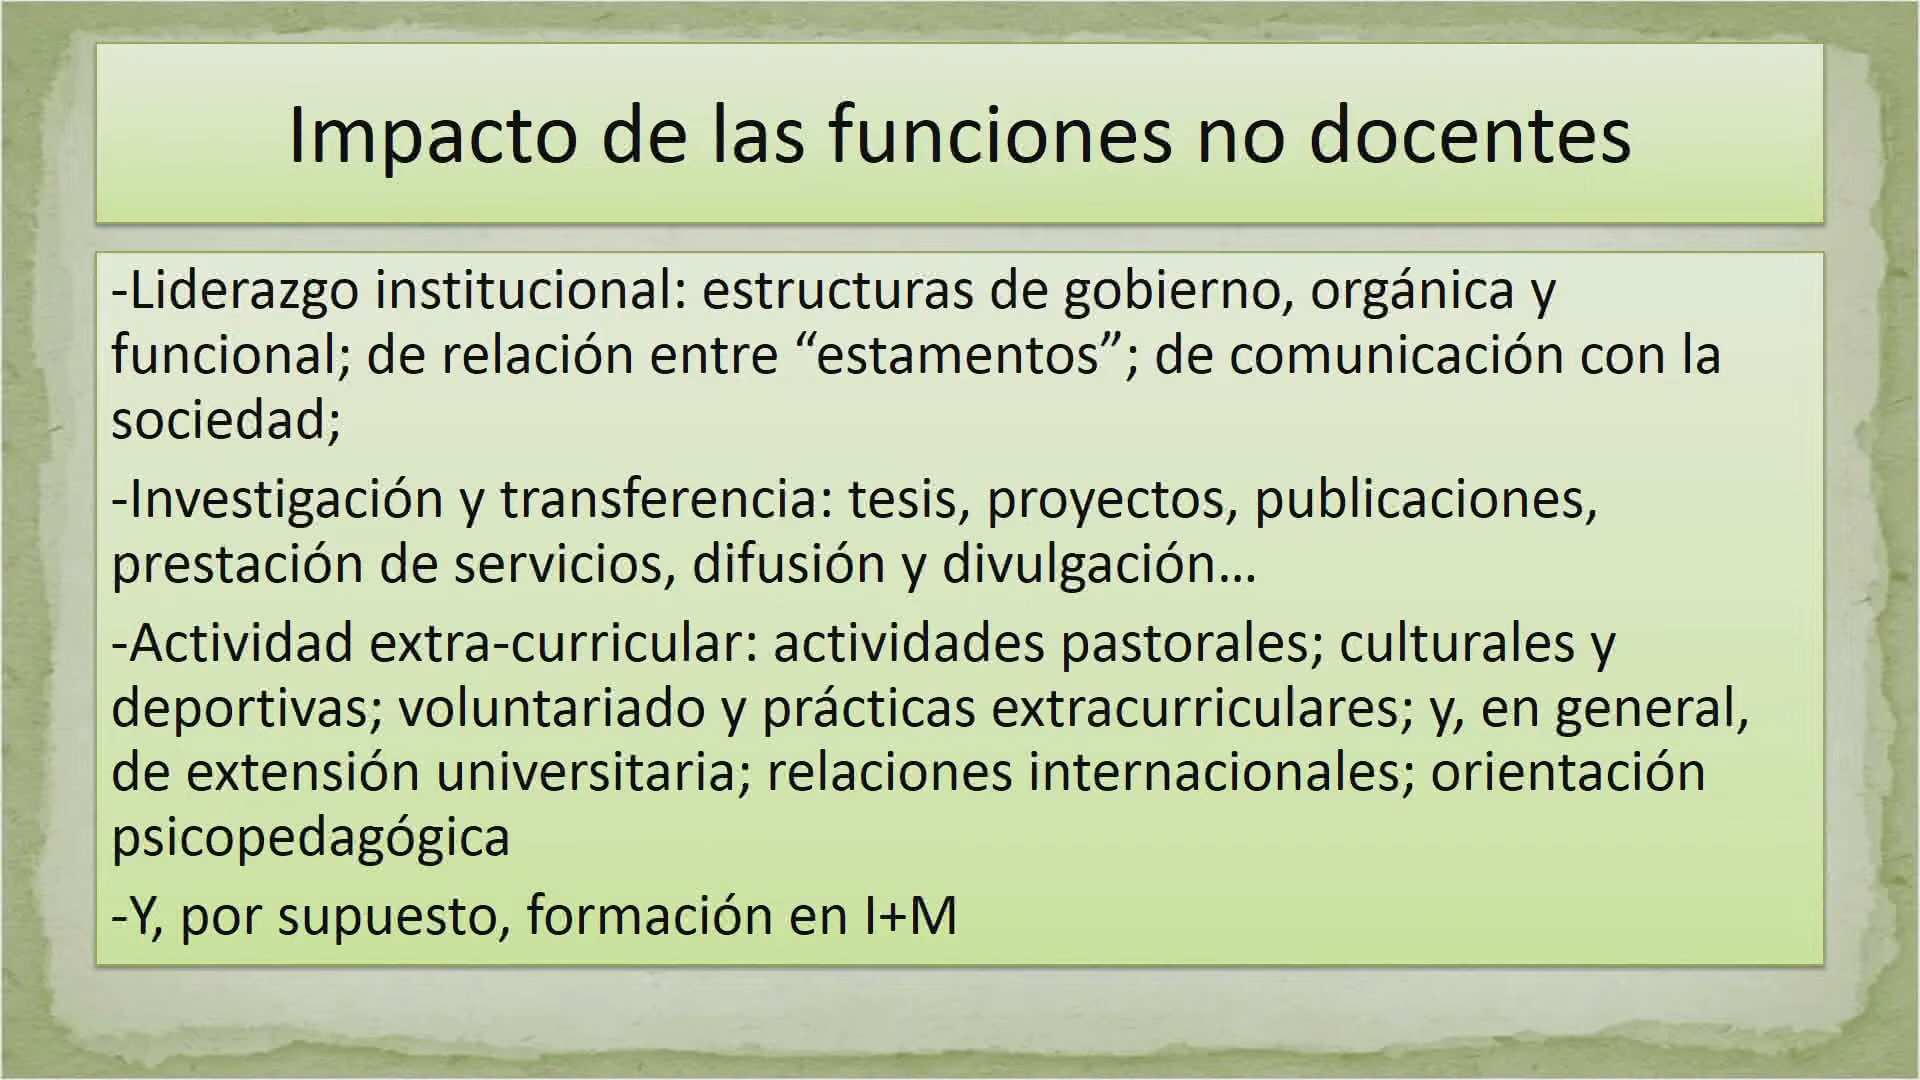 Impacto de las funciones no docentes
-Liderazgo institucional: estructuras de gobierno, orgánica y
funcional; de relación entre “estamentos”; de comunicación con la
sociedad;
-Investigación y transferencia: tesis, proyectos, publicaciones,
prestación de servicios, difusión y divulgación…
-Actividad extra-curricular: actividades pastorales; culturales y
deportivas; voluntariado y prácticas extracurriculares; y, en general,
de extensión universitaria; relaciones internacionales; orientación
psicopedagógica
-Y, por supuesto, formación en I+M